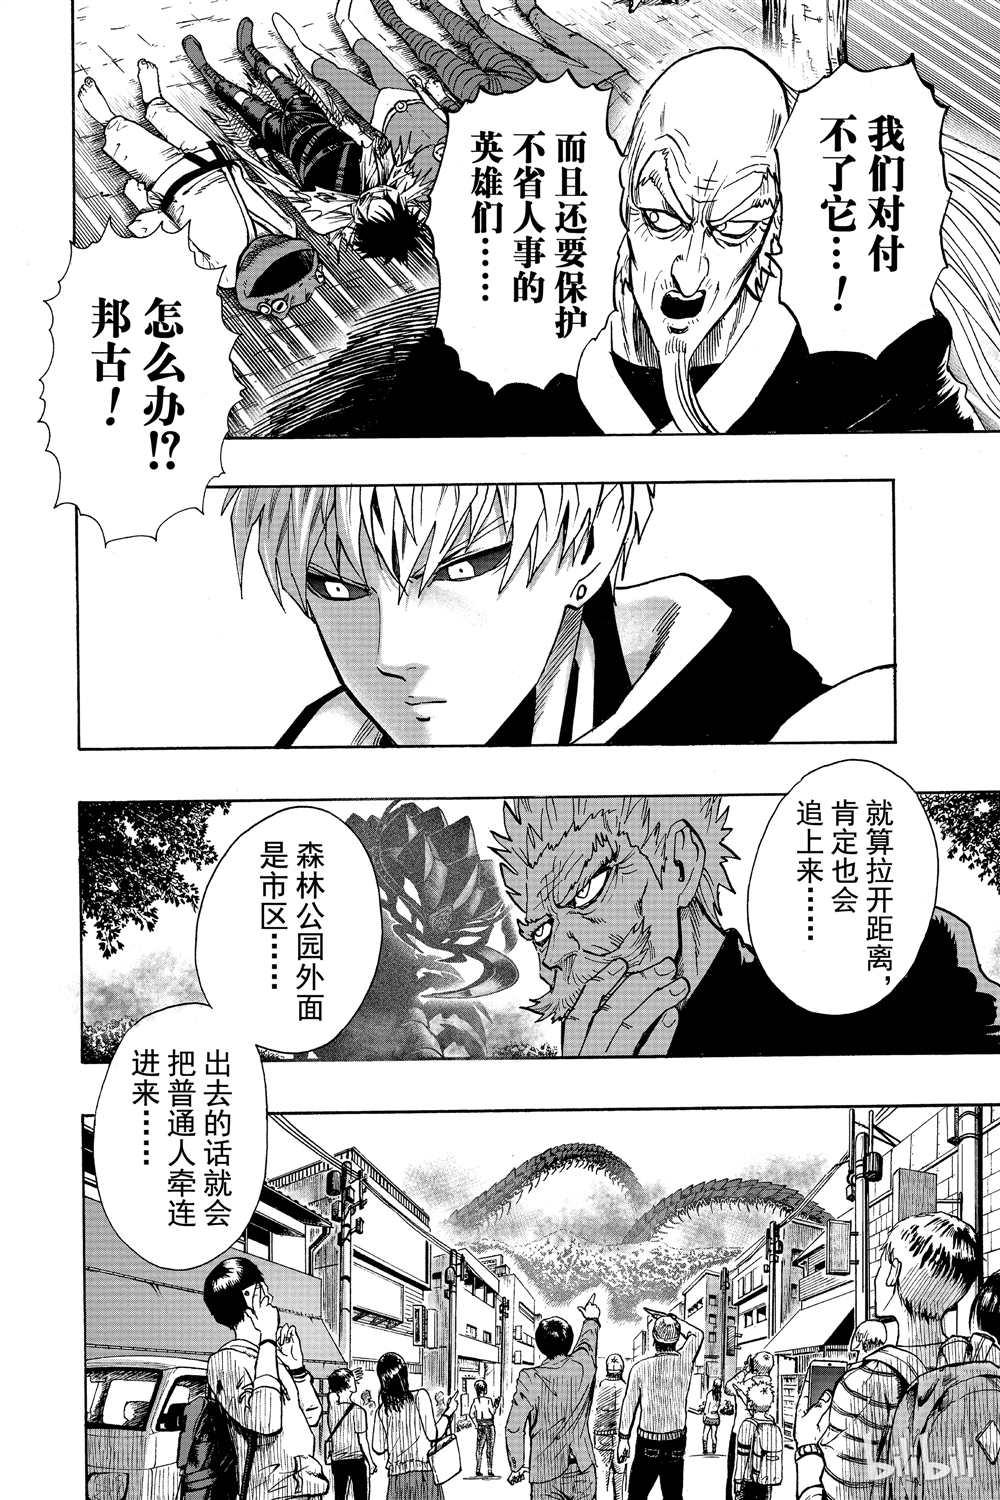 我们对付
不了它…！
而且还要保护
不省人事的
英雄们……
怎么办!?
邦古！
就算拉开距离，
肯定也会
追上来……
森林公园外面
是市区……
出去的话就会
把普通人牵连
进来……
bilibili